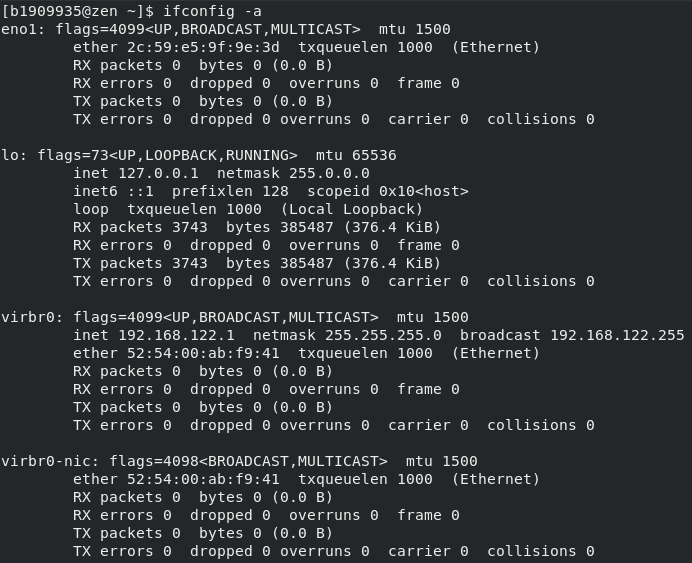 [b1909935@zen ~]$ ifconfig -a
eno1: flags=4099<UP,BROADCAST,MULTICAST>  mtu 1500
        ether 2c:59:e5:9f:9e:3d  txqueuelen 1000  (Ethernet)
        RX packets 0  bytes 0 (0.0 B)
        RX errors 0  dropped 0  overruns 0  frame 0
        TX packets 0  bytes 0 (0.0 B)
        TX errors 0  dropped 0 overruns 0  carrier 0  collisions 0

lo: flags=73<UP,LOOPBACK,RUNNING>  mtu 65536
        inet 127.0.0.1  netmask 255.0.0.0
        inet6 ::1  prefixlen 128  scopeid 0x10<host>
        loop  txqueuelen 1000  (Local Loopback)
        RX packets 3743  bytes 385487 (376.4 KiB)
        RX errors 0  dropped 0  overruns 0  frame 0
        TX packets 3743  bytes 385487 (376.4 KiB)
        TX errors 0  dropped 0 overruns 0  carrier 0  collisions 0

virbr0: flags=4099<UP,BROADCAST,MULTICAST>  mtu 1500
        inet 192.168.122.1  netmask 255.255.255.0  broadcast 192.168.122.255
        ether 52:54:00:ab:f9:41  txqueuelen 1000  (Ethernet)
        RX packets 0  bytes 0 (0.0 B)
        RX errors 0  dropped 0  overruns 0  frame 0
        TX packets 0  bytes 0 (0.0 B)
        TX errors 0  dropped 0 overruns 0  carrier 0  collisions 0

virbr0-nic: flags=4098<BROADCAST,MULTICAST>  mtu 1500
        ether 52:54:00:ab:f9:41  txqueuelen 1000  (Ethernet)
        RX packets 0  bytes 0 (0.0 B)
        RX errors 0  dropped 0  overruns 0  frame 0
        TX packets 0  bytes 0 (0.0 B)
        TX errors 0  dropped 0 overruns 0  carrier 0  collisions 0